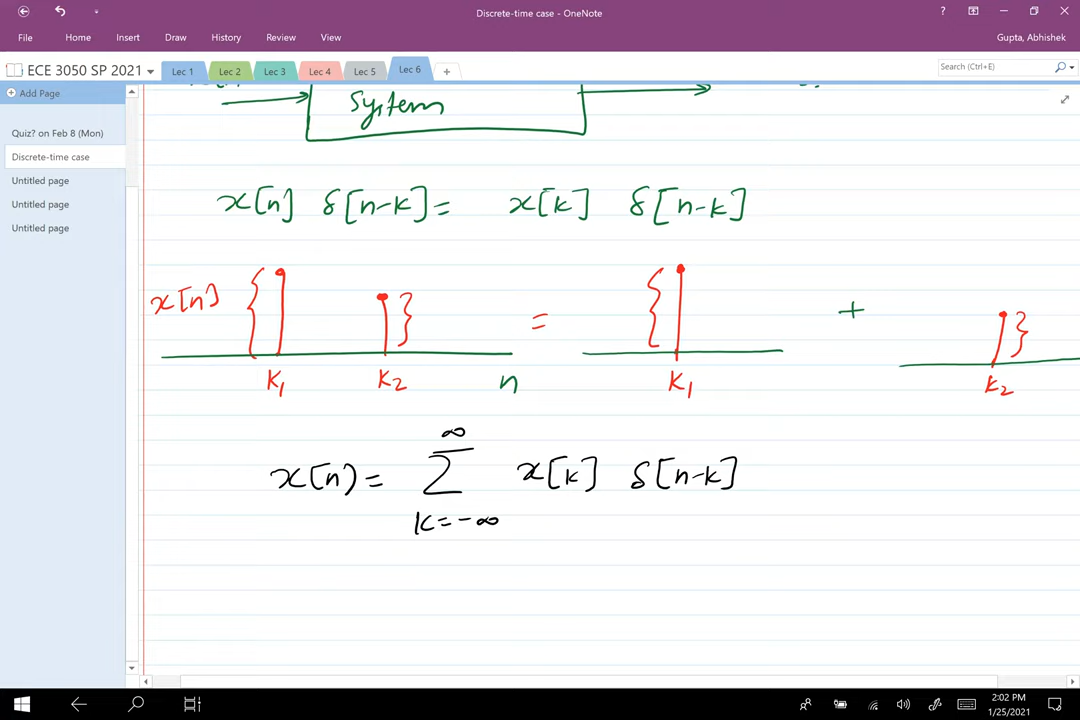 Discrete-time case - OneNote
?
File Home Insert Draw History Review View
Gupta, Abhishek
ECE 3050 SP 2021 Lec 1 Lec 2 Lec 3 Lec 4 Lec 5 Lec 6 +
Search (Ctrl+E)
Add Page
Quiz? on Feb 8 (Mon)
Discrete-time case
Untitled page
Untitled page
Untitled page
System
x[n] δ[n-k] = x[k] δ[n-k]
x[n] { } = { + }
k1 k2 n k1 k2
∞
x[n) = Σ x[k] δ[n-k]
k=-∞
2:02 PM
1/25/2021